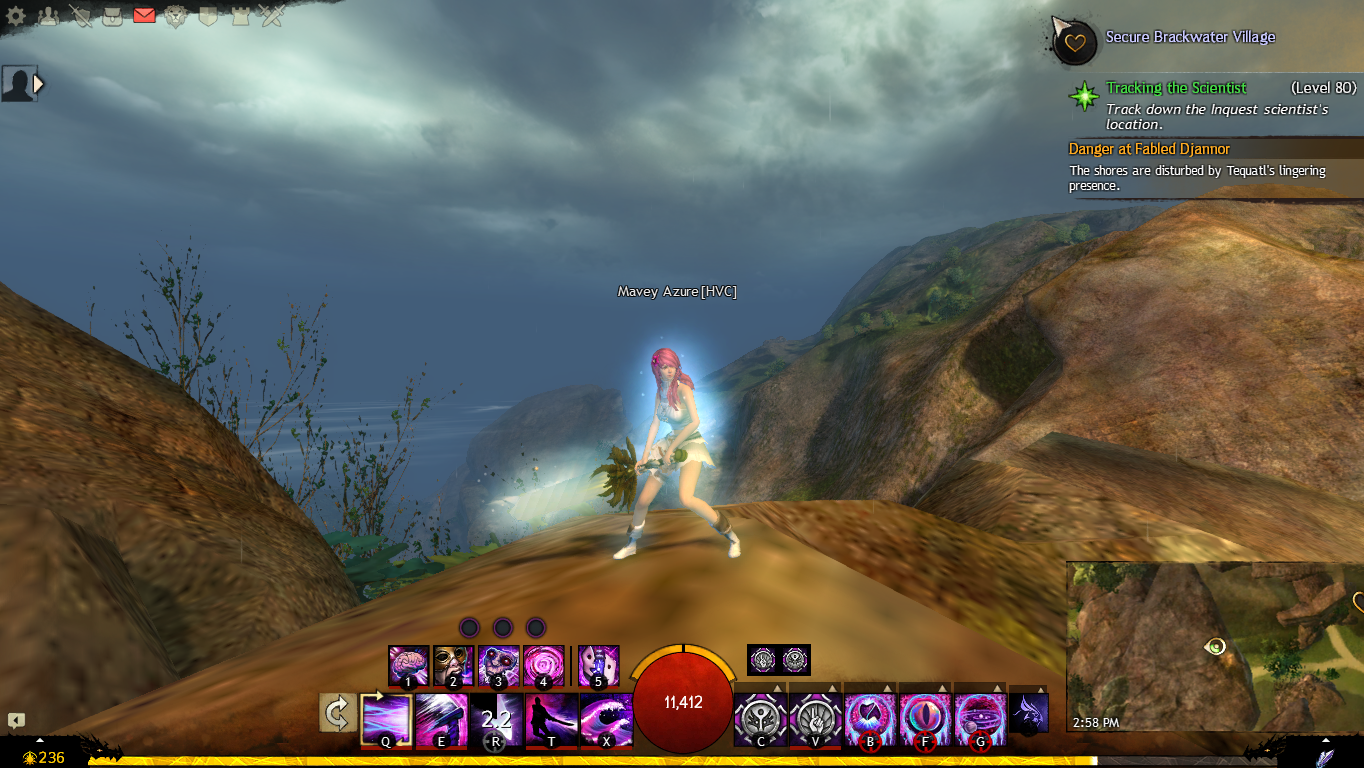 Secure Brackwater Village
Tracking the Scientist (Level 80)
Track down the Inquest scientist's
location.
Danger at Fabled Djannor
The shores are disturbed by Tequatl's lingering
presence.
Mavey Azure [HVC]
1 2 3 4 5
11,412
2.2
Q E R T X C V B F G
2:58 PM
236